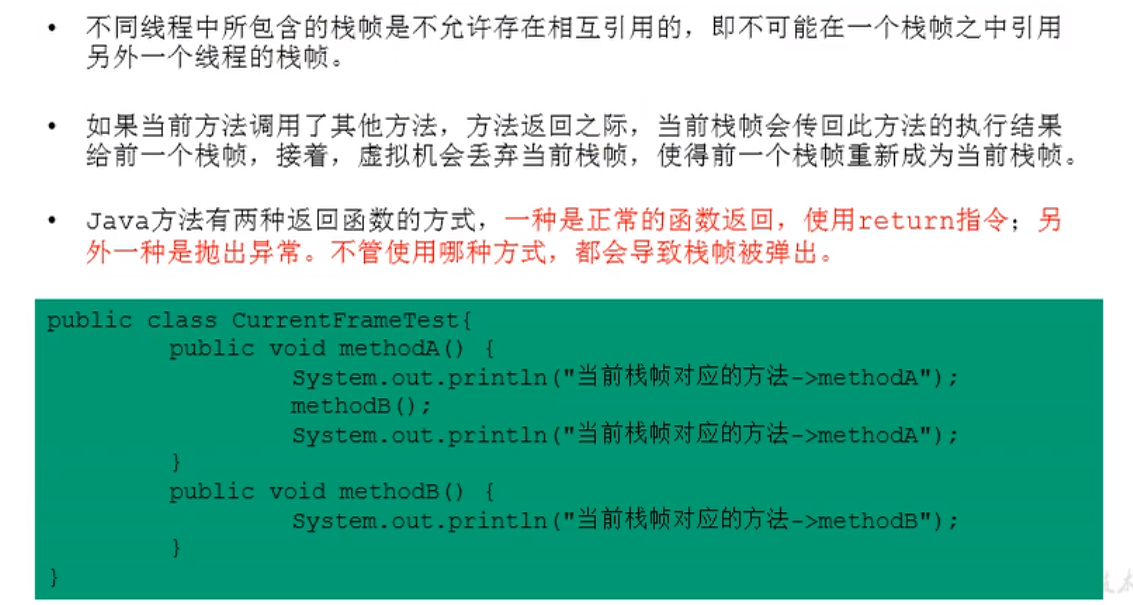 • 不同线程中所包含的栈帧是不允许存在相互引用的，即不可能在一个栈帧之中引用
另外一个线程的栈帧。
• 如果当前方法调用了其他方法，方法返回之际，当前栈帧会传回此方法的执行结果
给前一个栈帧，接着，虚拟机会丢弃当前栈帧，使得前一个栈帧重新成为当前栈帧。
• Java方法有两种返回函数的方式，一种是正常的函数返回，使用return指令；另
外一种是抛出异常。不管使用哪种方式，都会导致栈帧被弹出。
public class CurrentFrameTest{
public void methodA() {
System.out.println("当前栈帧对应的方法->methodA");
methodB();
System.out.println("当前栈帧对应的方法->methodA");
}
public void methodB() {
System.out.println("当前栈帧对应的方法->methodB");
}
}